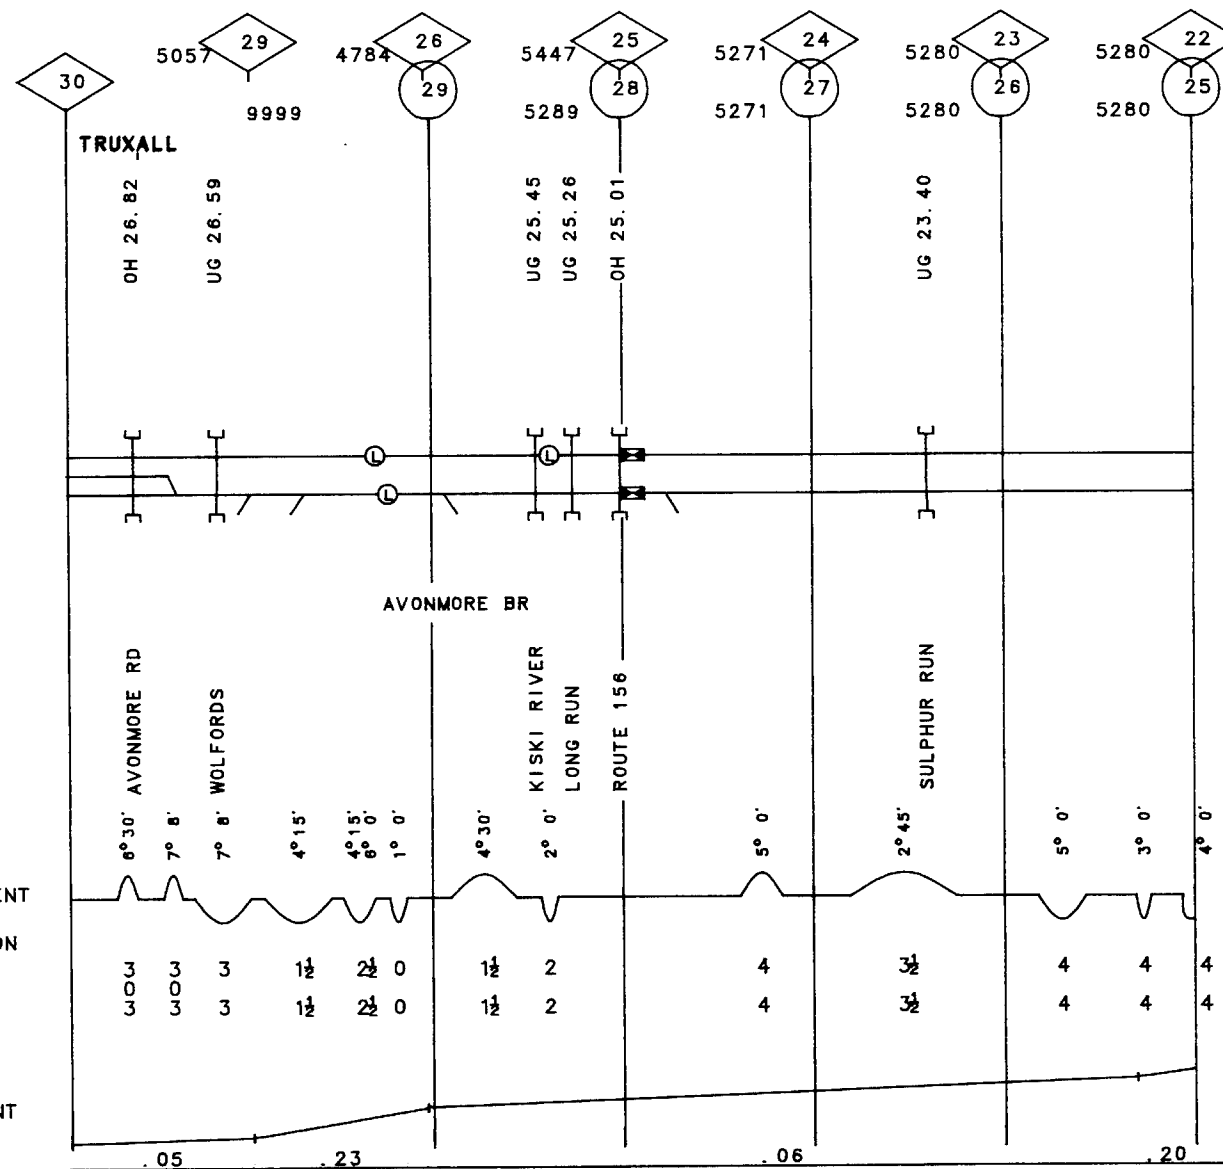 30 5057 29 4784 26 5447 25 5271 24 5280 23 5280 22
9999 29 5289 28 5271 27 5280 26 5280 25
TRUXALL
OH 26.82
UG 26.59
UG 25.45
UG 25.26
OH 25.01
UG 23.40
L L
L
AVONMORE BR
AVONMORE RD
WOLFORDS
KISKI RIVER
LONG RUN
ROUTE 156
SULPHUR RUN
6°30' 7° 8' 7° 8' 4°15' 4°15' 6° 0' 1° 0' 4°30' 2° 0' 5° 0' 2°45' 5° 0' 3° 0' 4° 0'
ENT
ON
3 3 3 1½ 2½ 0 1½ 2 4 3½ 4 4 4
0 0
3 3 3 1½ 2½ 0 1½ 2 4 3½ 4 4 4
NT
.05 .23 .06 .20